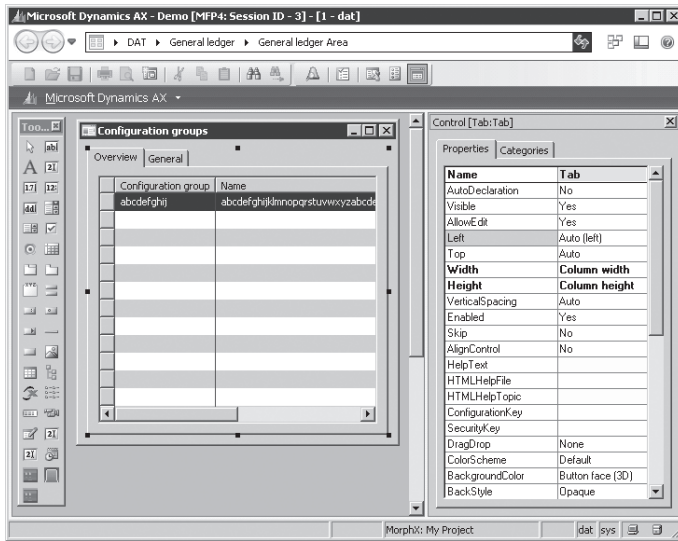 Microsoft Dynamics AX - Demo [MFP4: Session ID - 3] - [1 - dat]
DAT General ledger General ledger Area
Microsoft Dynamics AX
Too...
Configuration groups
Overview General
Configuration group Name
abcdefghij abcdefghijklmnopqrstuvwxyzabcde
Control [Tab:Tab]
Properties Categories
Name Tab
AutoDeclaration No
Visible Yes
AllowEdit Yes
Left Auto (left)
Top Auto
Width Column width
Height Column height
VerticalSpacing Auto
Enabled Yes
Skip No
AlignControl No
HelpText
HTMLHelpFile
HTMLHelpTopic
ConfigurationKey
SecurityKey
DragDrop None
ColorScheme Default
BackgroundColor Button face (3D)
BackStyle Opaque
MorphX: My Project dat sys